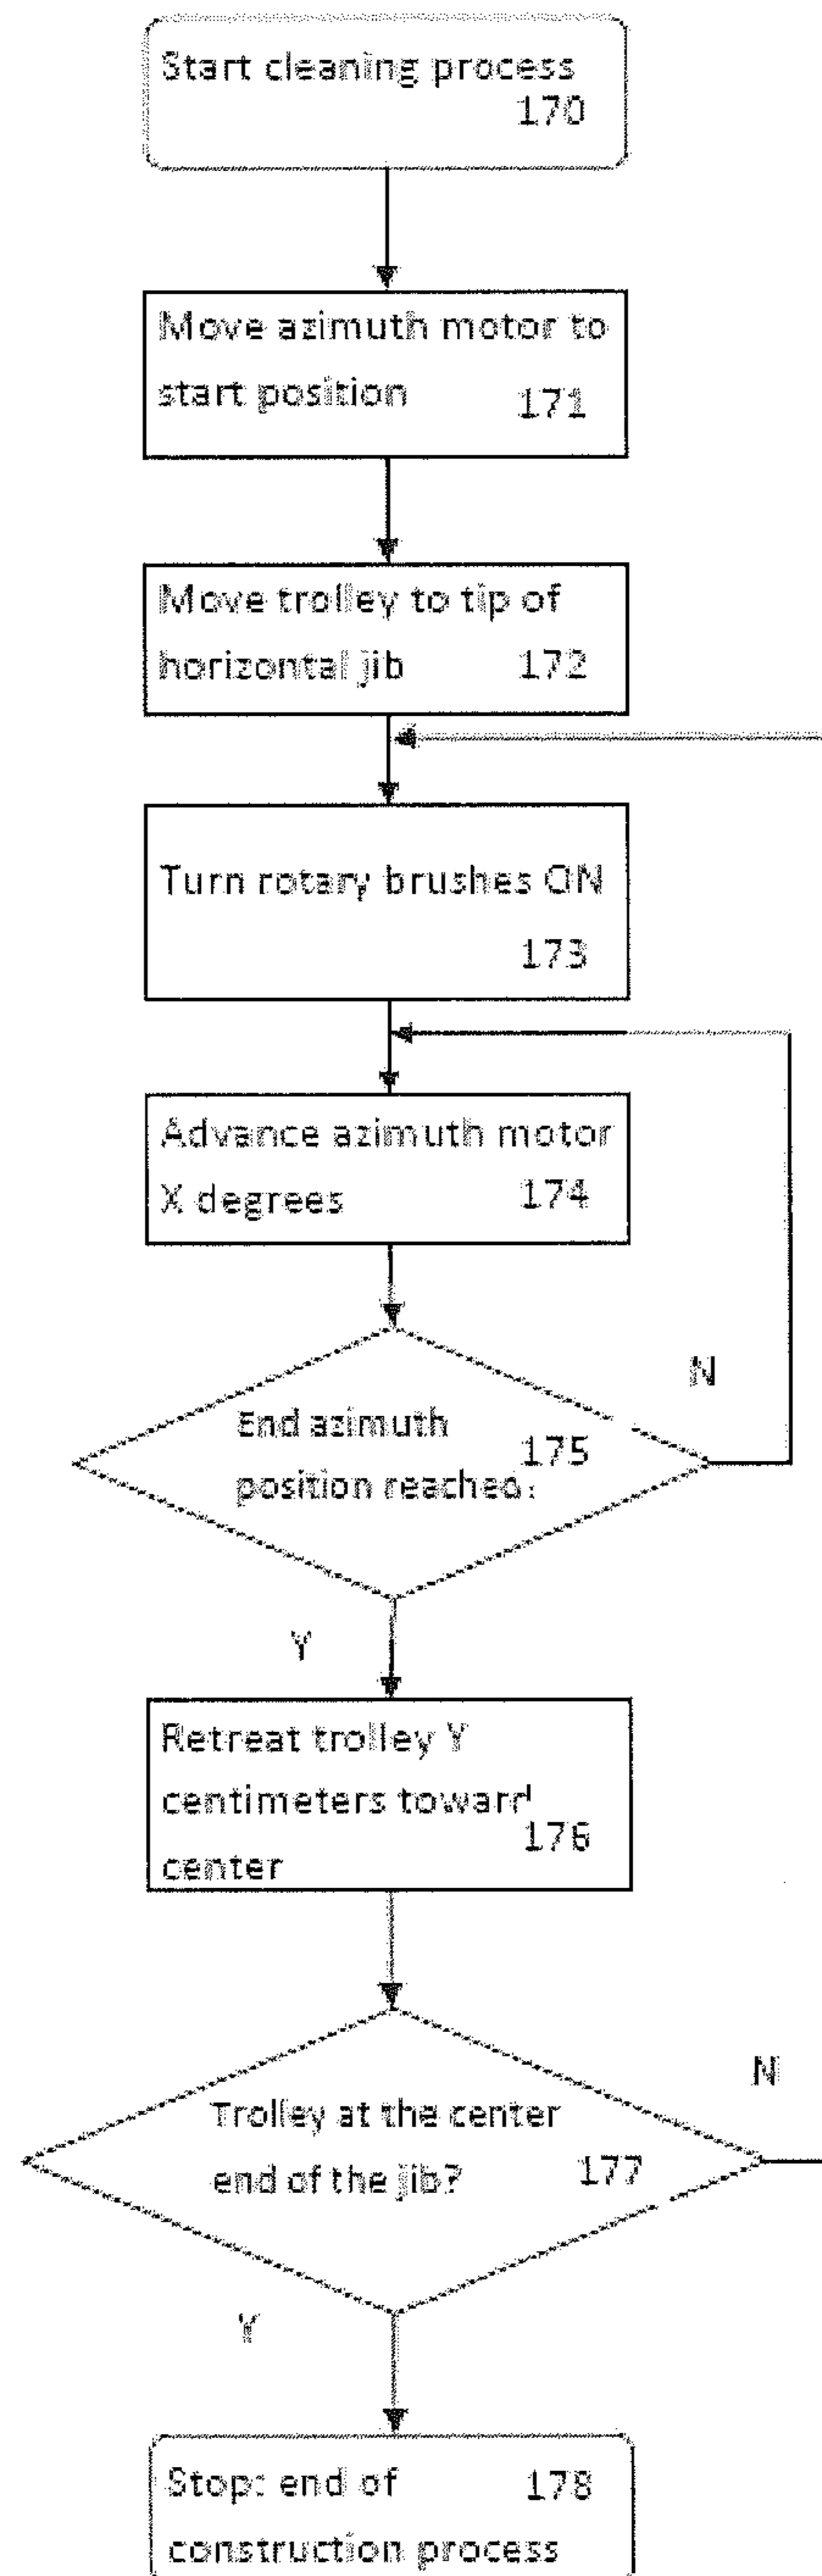 Start cleaning process
170
Move azimuth motor to
start position 171
Move trolley to tip of
horizontal jib 172
Turn rotary brushes ON
173
Advance azimuth motor
X degrees 174
N
End azimuth 175
position reached?
Y
Retreat trolley Y
centimeters toward
176
center
N
Trolley at the center
end of the jib? 177
Y
Stop: end of 178
construction process